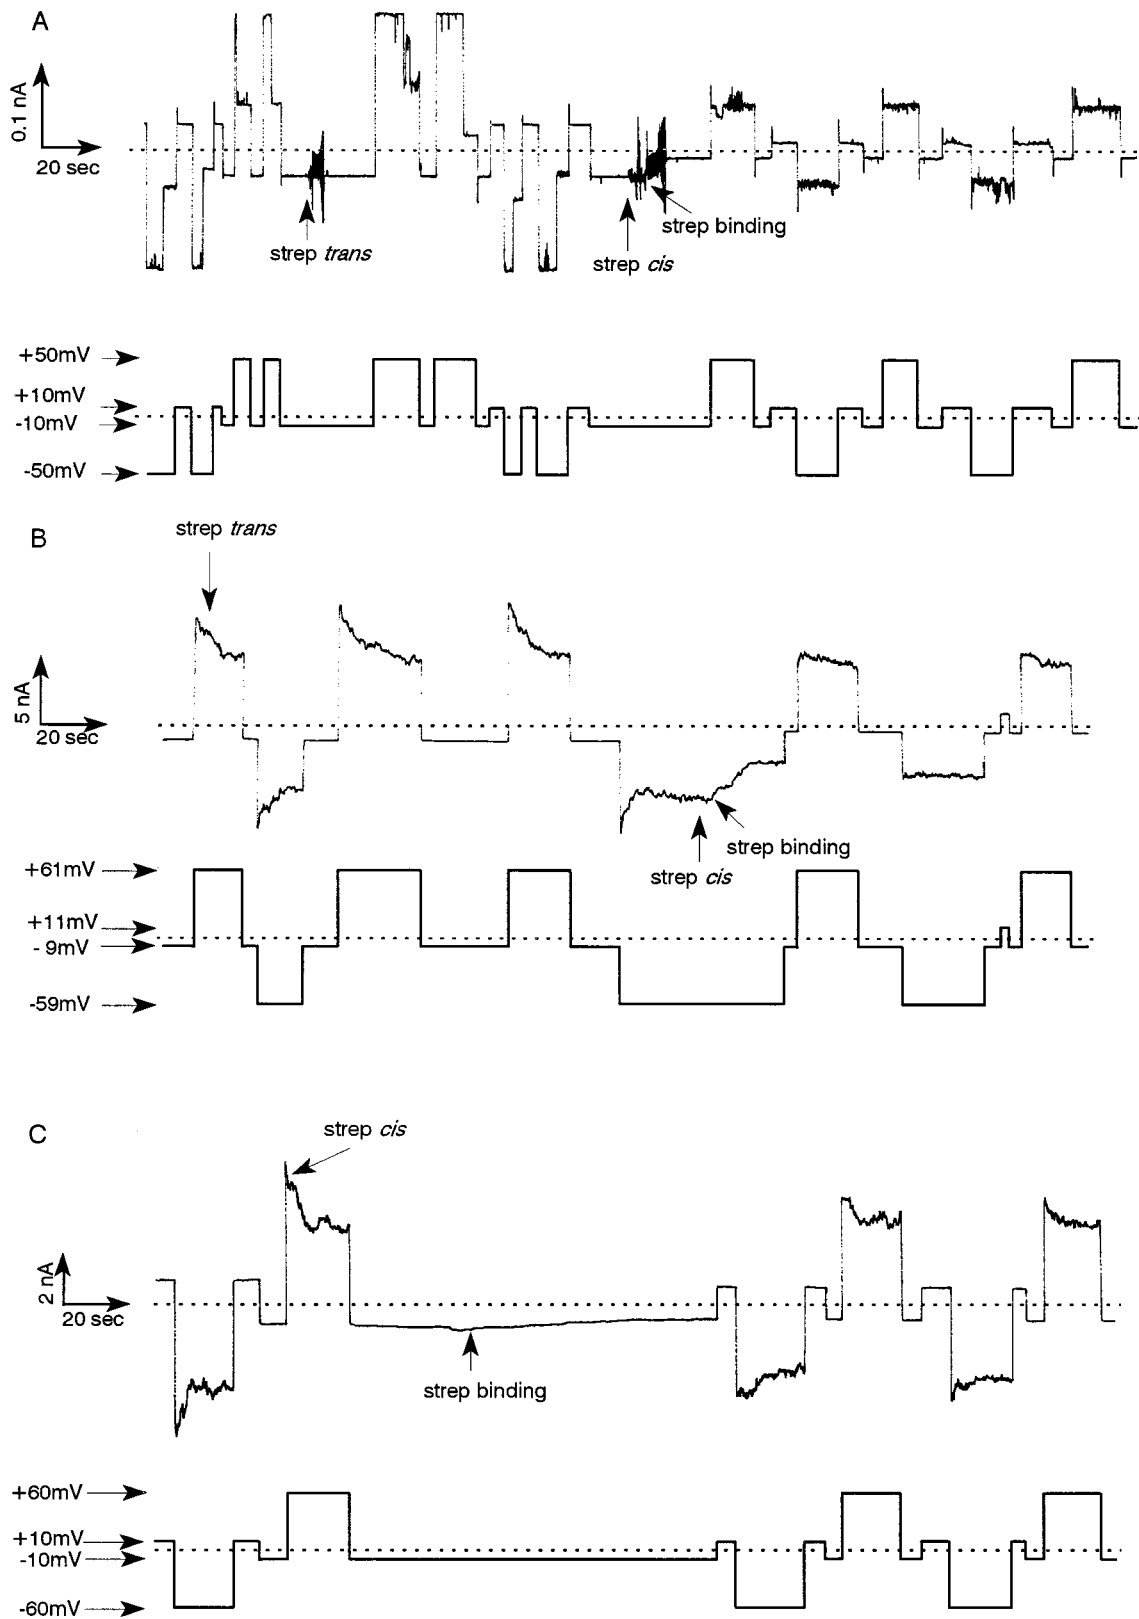 A
0.1 nA
20 sec
strep trans
strep cis
strep binding
+50mV
+10mV
-10mV
-50mV
B
strep trans
5 nA
20 sec
strep binding
strep cis
+61mV
+11mV
- 9mV
-59mV
C
strep cis
2 nA
20 sec
strep binding
+60mV
+10mV
-10mV
-60mV